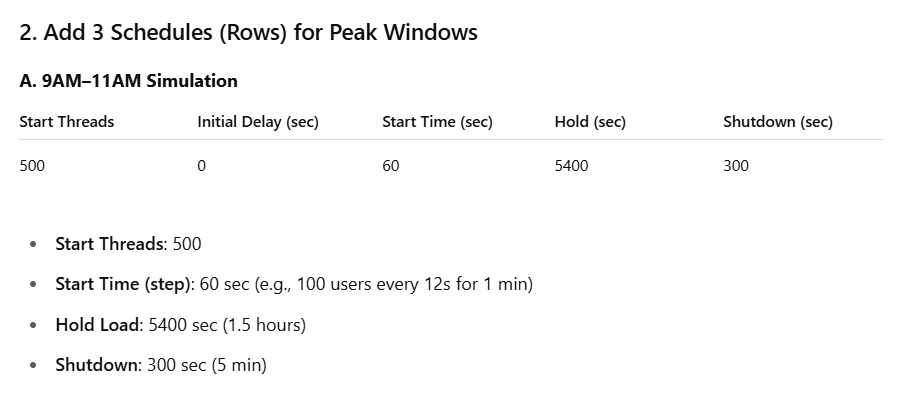 2. Add 3 Schedules (Rows) for Peak Windows
A. 9AM–11AM Simulation
Start Threads Initial Delay (sec) Start Time (sec) Hold (sec) Shutdown (sec)
500 0 60 5400 300
• Start Threads: 500
• Start Time (step): 60 sec (e.g., 100 users every 12s for 1 min)
• Hold Load: 5400 sec (1.5 hours)
• Shutdown: 300 sec (5 min)